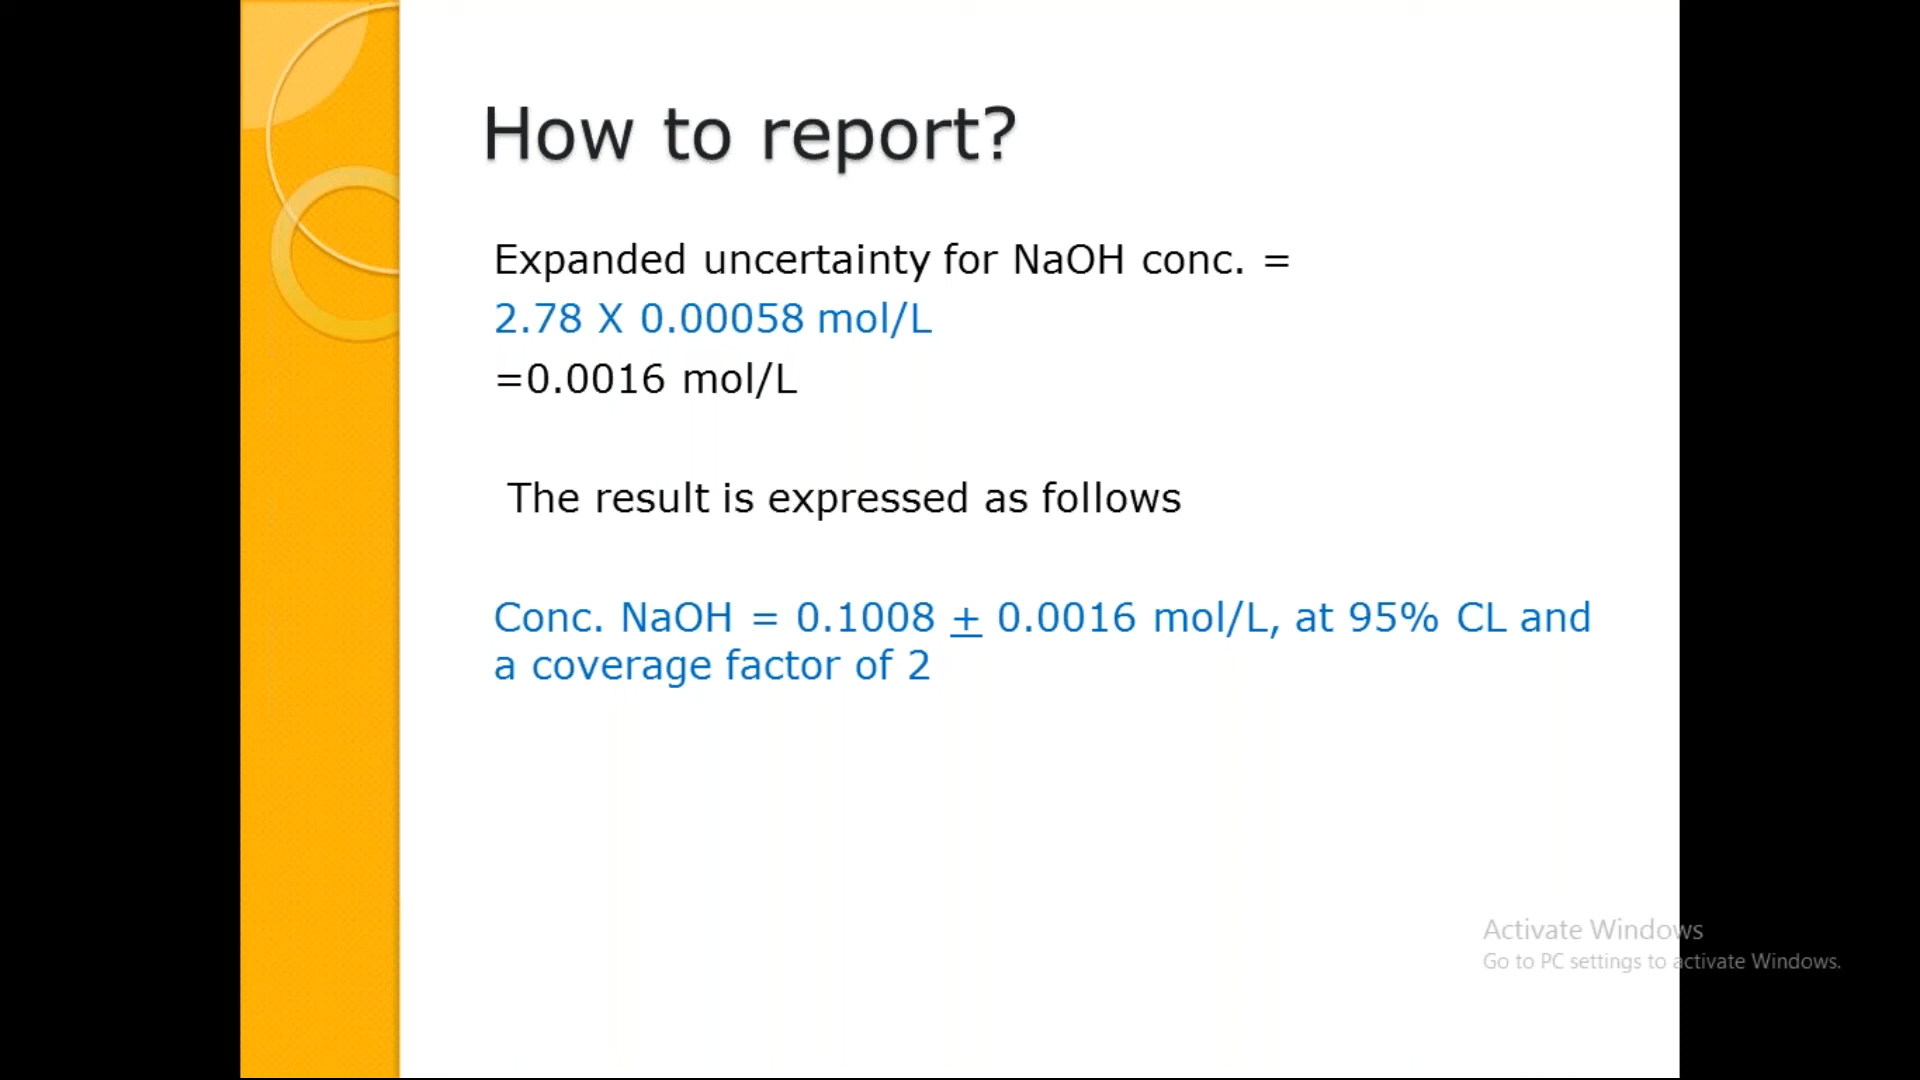 How to report?
Expanded uncertainty for NaOH conc. =
2.78 X 0.00058 mol/L
=0.0016 mol/L
The result is expressed as follows
Conc. NaOH = 0.1008 ± 0.0016 mol/L, at 95% CL and
a coverage factor of 2
Activate Windows
Go to PC settings to activate Windows.